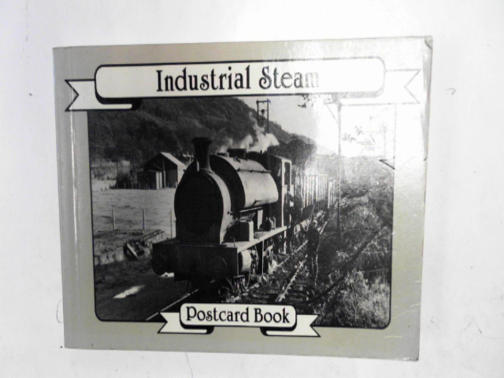 Industrial Steam
Postcard Book